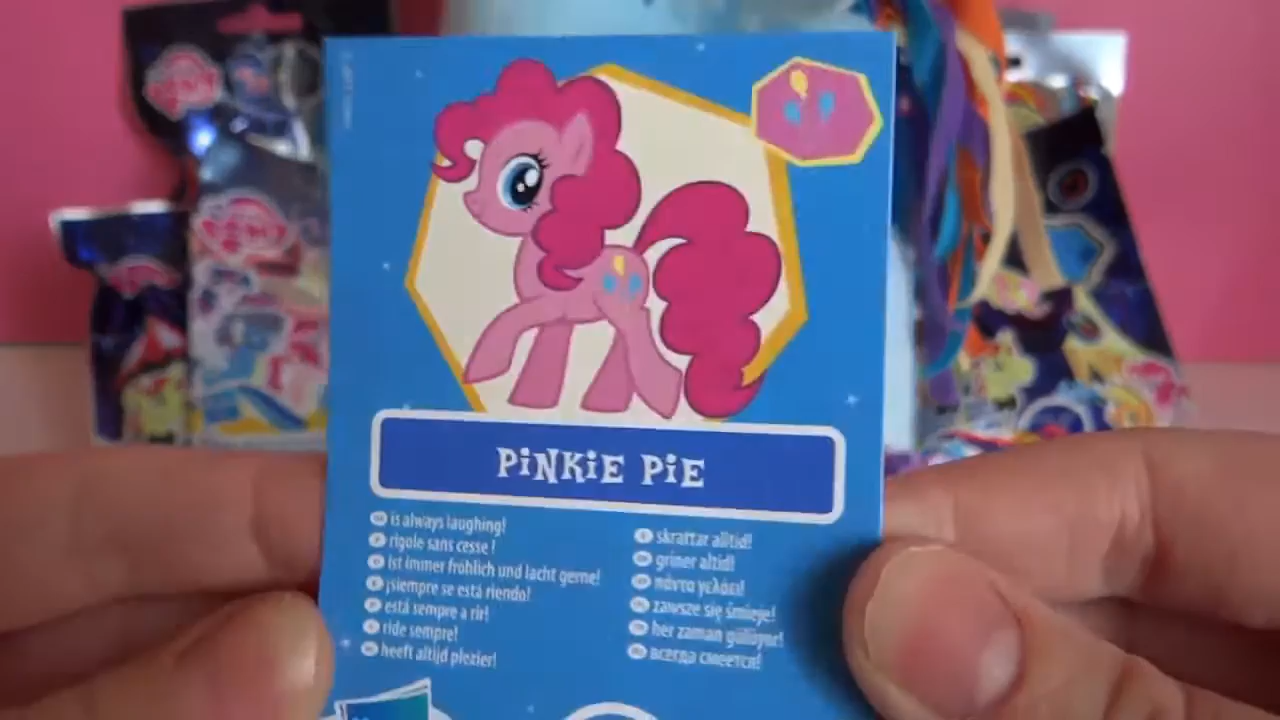 PiNKiE PiE
is always laughing!
rigole sans cesse !
ist immer fröhlich und lacht gerne!
¡siempre se está riendo!
está sempre a rir!
ride sempre!
heeft altijd plezier!
skrattar alltid!
griner altid!
πάντα γελάει!
zawsze się śmieje!
her zaman gülüyor!
всегда смеется!